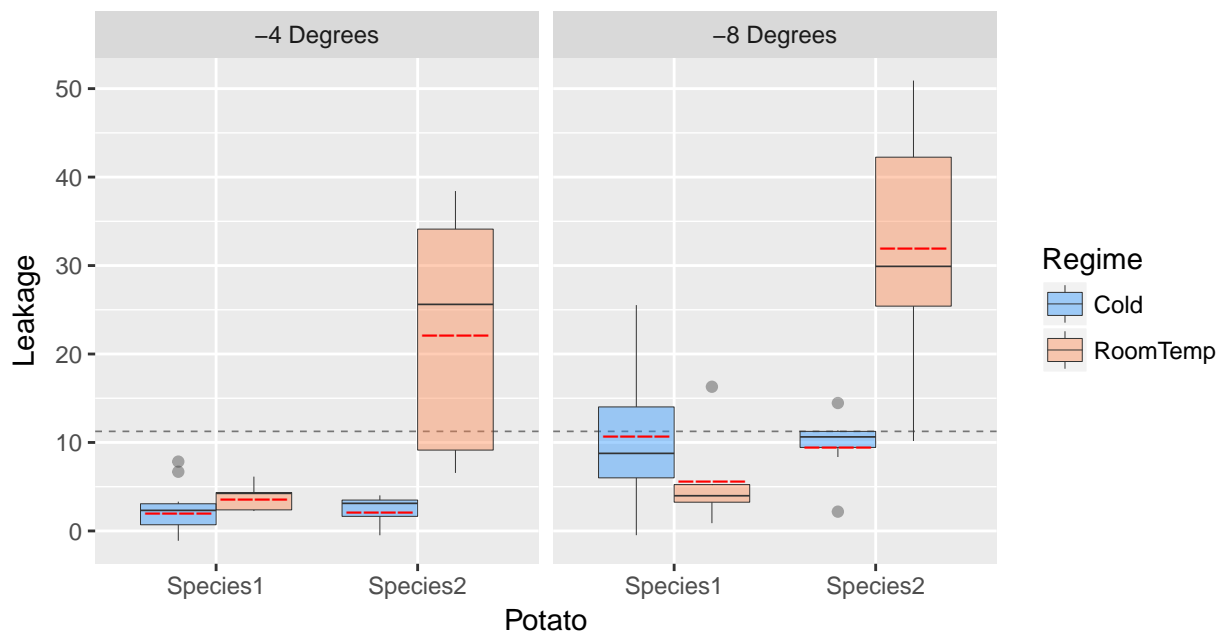 −4 Degrees
−8 Degrees
50
40
30
20
10
0
Leakage
Species1
Species2
Species1
Species2
Potato
Regime
Cold
RoomTemp